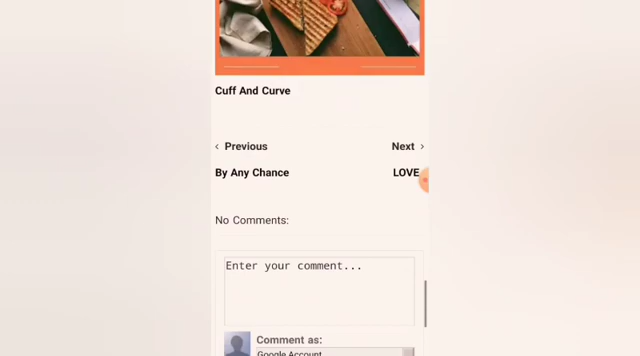 Cuff And Curve
‹ Previous
Next ›
By Any Chance
LOVE
No Comments:
Enter your comment...
Comment as:
Google Account